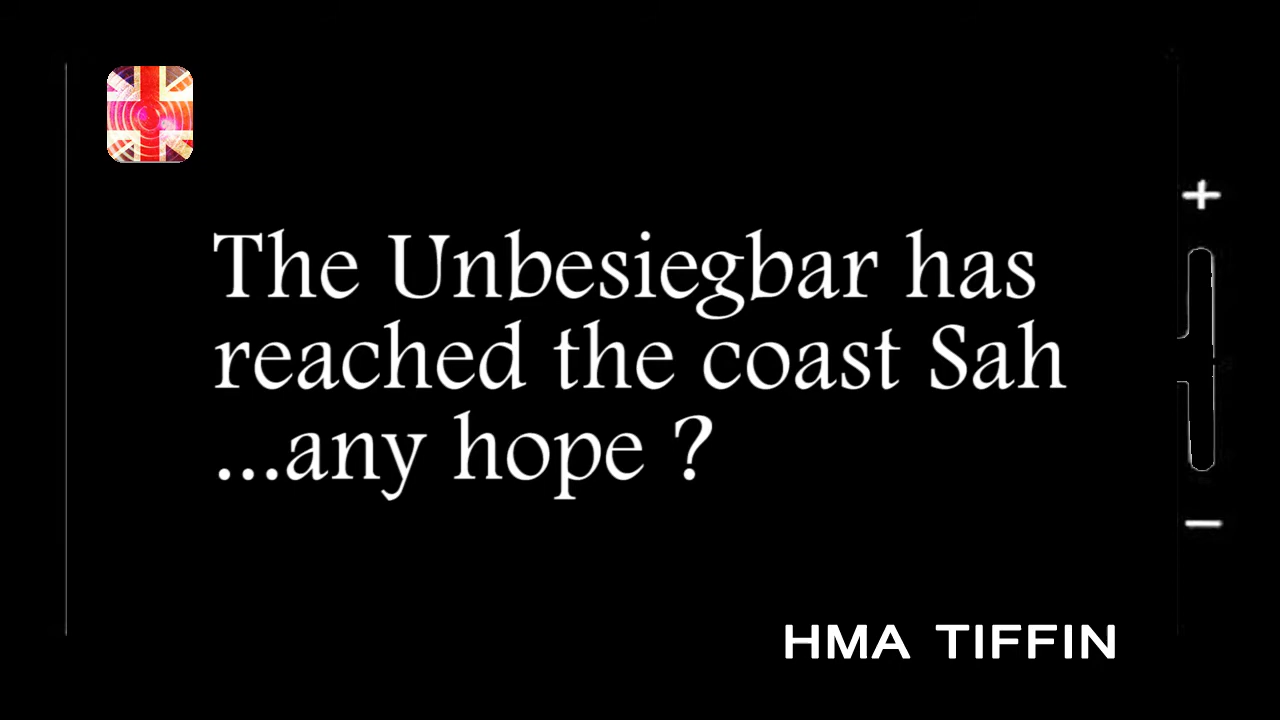 The Unbesiegbar has
reached the coast Sah
...any hope ?
HMA TIFFIN